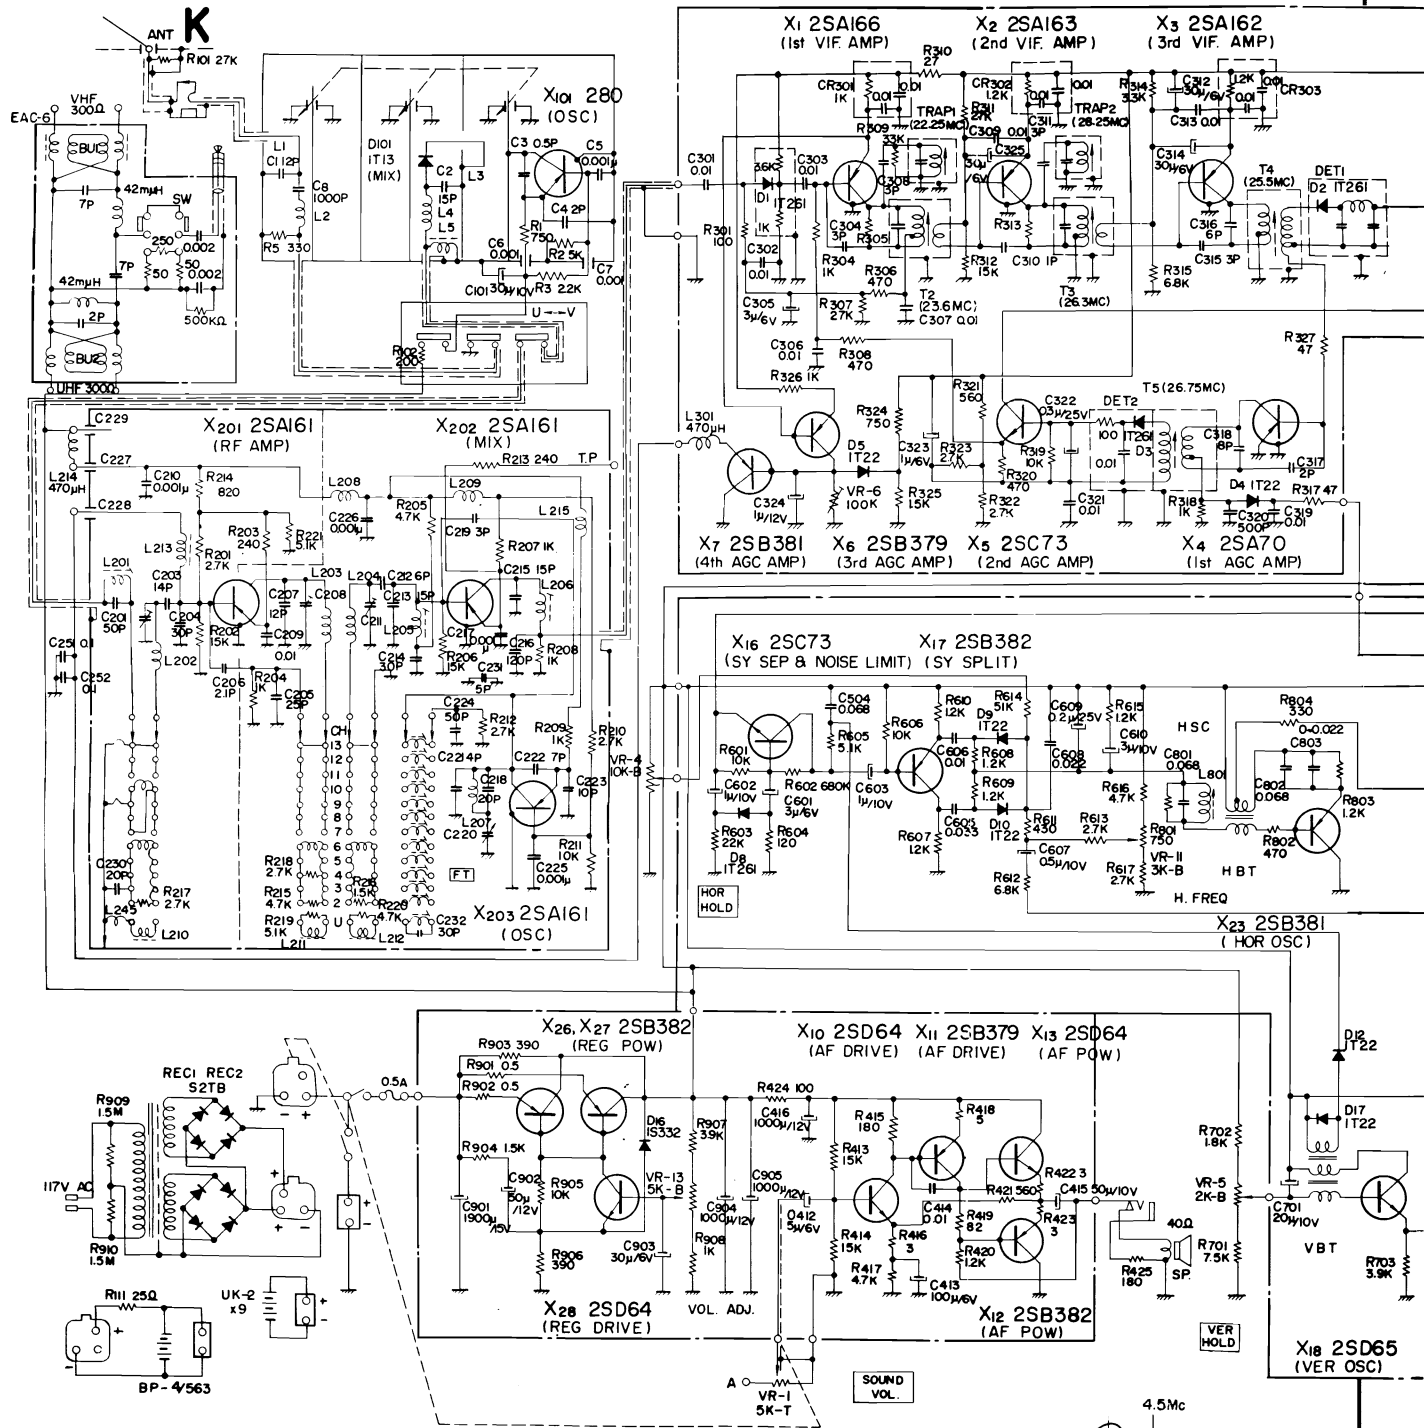 K
ANT
R101 27K
VHF
300Ω
EAC-6
BU1
7P
42mμH
SW
250
0.002
50
50
0.002
7P
42mμH
500KΩ
2P
BU2
UHF 300Ω
L1
C1 12P
C8
1000P
L2
R5 330
D101
1T13
(MIX)
C2
15P
L3
L4
L5
X101 280
(OSC)
C3 0.5P
C5
0.001μ
C4 2P
R1
750
R2 5K
C6
0.001
C7
0.001
R3 2.2K
C101 30μ/10V
U ↔ V
R102
200
X1 2SA166
(1st VIF. AMP)
X2 2SA163
(2nd VIF. AMP)
X3 2SA162
(3rd VIF. AMP)
R310
27
CR301
1K
0.01
0.01
TRAP1
(22.25MC)
R309
33K
C308
3P
C301
0.01
3.6K
C303
0.01
D1
1T261
1K
R301
100
C302
0.01
C304
3P
R305
R304
1K
R306
470
C305
3μ/6V
R307
27K
T2
(23.6MC)
C307 0.01
C306
0.01
R308
470
R311
27K
CR302
1.2K
0.01
0.01
C309 0.01
C311
3P
C325
30μ
/6V
TRAP2
(28.25MC)
R313
R312
15K
C310 1P
T3
(26.3MC)
R314
3.3K
C312
30μ/6V
1.2K
0.01
CR303
C313 0.01
0.01
C314
30μ/6V
T4
(25.5MC)
DET1
D2 1T261
C316
6P
C315 3P
R315
6.8K
R327
47
R326 1K
L301
470μH
R324
750
D5
1T22
C323
1μ/6V
R323
2.7K
R321
560
C322
03μ/25V
DET2
100
1T261
D3
0.01
T5 (26.75MC)
C318
8P
C317
2P
R319
10K
R320
470
C324
1μ/12V
VR-6
100K
R325
1.5K
R322
2.7K
C321
0.01
R318
1K
D4 1T22
C320
500P
C319
0.01
R317 47
X7 2SB381
(4th AGC AMP)
X6 2SB379
(3rd AGC AMP)
X5 2SC73
(2nd AGC AMP)
X4 2SA70
(1st AGC AMP)
C229
X201 2SA161
(RF AMP)
X202 2SA161
(MIX)
C227
L214
470μH
C228
C210
0.001μ
R214
820
R213 240
T.P
L208
L209
R205
4.7K
C226
0.001μ
C219 3P
L215
L213
R203
240
R221
5.1K
R201
2.7K
R207 1K
L201
C203
14P
L203
L204
C212 6P
C215 15P
L206
C201
50P
C204
30P
C207
12P
C208
C211
C213 15P
L205
R202
15K
C209
0.01
C217
0.001
μ
C216
120P
R208
1K
L202
C214
30P
R206
15K
C231
5P
C251 0.1
C252
0.1
C206
2.1P
R204
1K
C205
25P
CH
13
12
11
10
9
8
7
6
5
4
3
2
U
C224
50P
R212
2.7K
R209
1K
R210
2.7K
C222 7P
C221 4P
C218
20P
C223
10P
L207
C220
R211
10K
C225
0.001μ
FT
C230
20P
R217
2.7K
L245
L210
R218
2.7K
R215
4.7K
R219
5.1K
L211
R216
1.5K
R220
4.7K
L212
C232
30P
X203 2SA161
(OSC)
VR-4
10K-B
X16 2SC73
(SY SEP & NOISE LIMIT)
X17 2SB382
(SY SPLIT)
C504
0.068
R601
10K
R605
5.1K
R606
10K
C602
1μ/10V
R602 680K
C601
3μ/6V
C603
1μ/10V
R603
22K
D8
1T261
R604
120
HOR
HOLD
R610
1.2K
D9
1T22
R614
51K
C609
0.2μ25V
R615
1.2K
C610
3μ/10V
C606
0.01
R608
1.2K
C608
0.022
R609
1.2K
C605
0.033
D10
1T22
R611
430
R607
1.2K
R612
6.8K
C607
0.5μ/10V
R613
2.7K
R616
4.7K
R801
750
VR-11
3K-B
R617
2.7K
H. FREQ
HSC
C801
0.068
L801
HBT
R804
330
0~0.022
C803
C802
0.068
R803
1.2K
R802
470
X23 2SB381
(HOR OSC)
REC1 REC2
S2TB
R909
1.5M
117V AC
R910
1.5M
0.5A
R111 25Ω
BP-4/563
UK-2
x9
X26, X27 2SB382
(REG POW)
R903 390
R901 0.5
R902 0.5
R904 1.5K
D16
1S332
R907
3.9K
VR-13
5K-B
C902
50μ
/12V
R905
10K
C901
1900μ
/15V
R906
390
C903
30μ/6V
C904
1000μ/12V
C905
1000μ
/12V
R908
1K
VOL. ADJ.
X28 2SD64
(REG DRIVE)
X10 2SD64
(AF DRIVE)
X11 2SB379
(AF DRIVE)
X13 2SD64
(AF POW)
R424 100
C416
1000μ/12V
R415
180
R413
15K
R418
5
C412
5μ/6V
R414
15K
R417
4.7K
R416
3
C414
0.01
R421 560
R419
82
R420
1.2K
C413
100μ/6V
R422 3
R423
3
C415 50μ/10V
R425
180
40Ω
SP.
X12 2SB382
(AF POW)
A
VR-1
5K-T
SOUND
VOL.
R702
1.8K
VR-5
2K-B
R701
7.5K
VER
HOLD
D12
1T22
D17
1T22
C701
20μ/10V
VBT
R703
3.9K
X18 2SD65
(VER OSC)
4.5Mc